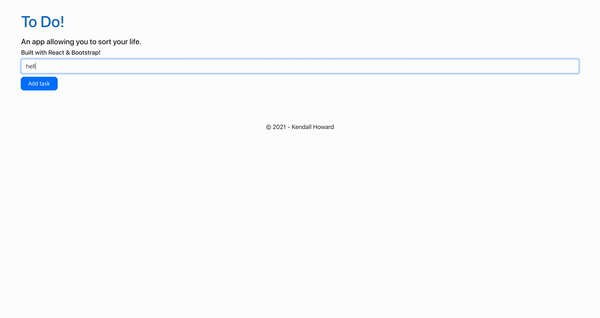 To Do!
An app allowing you to sort your life.
Built with React & Bootstrap!
hell
Add task
© 2021 - Kendall Howard